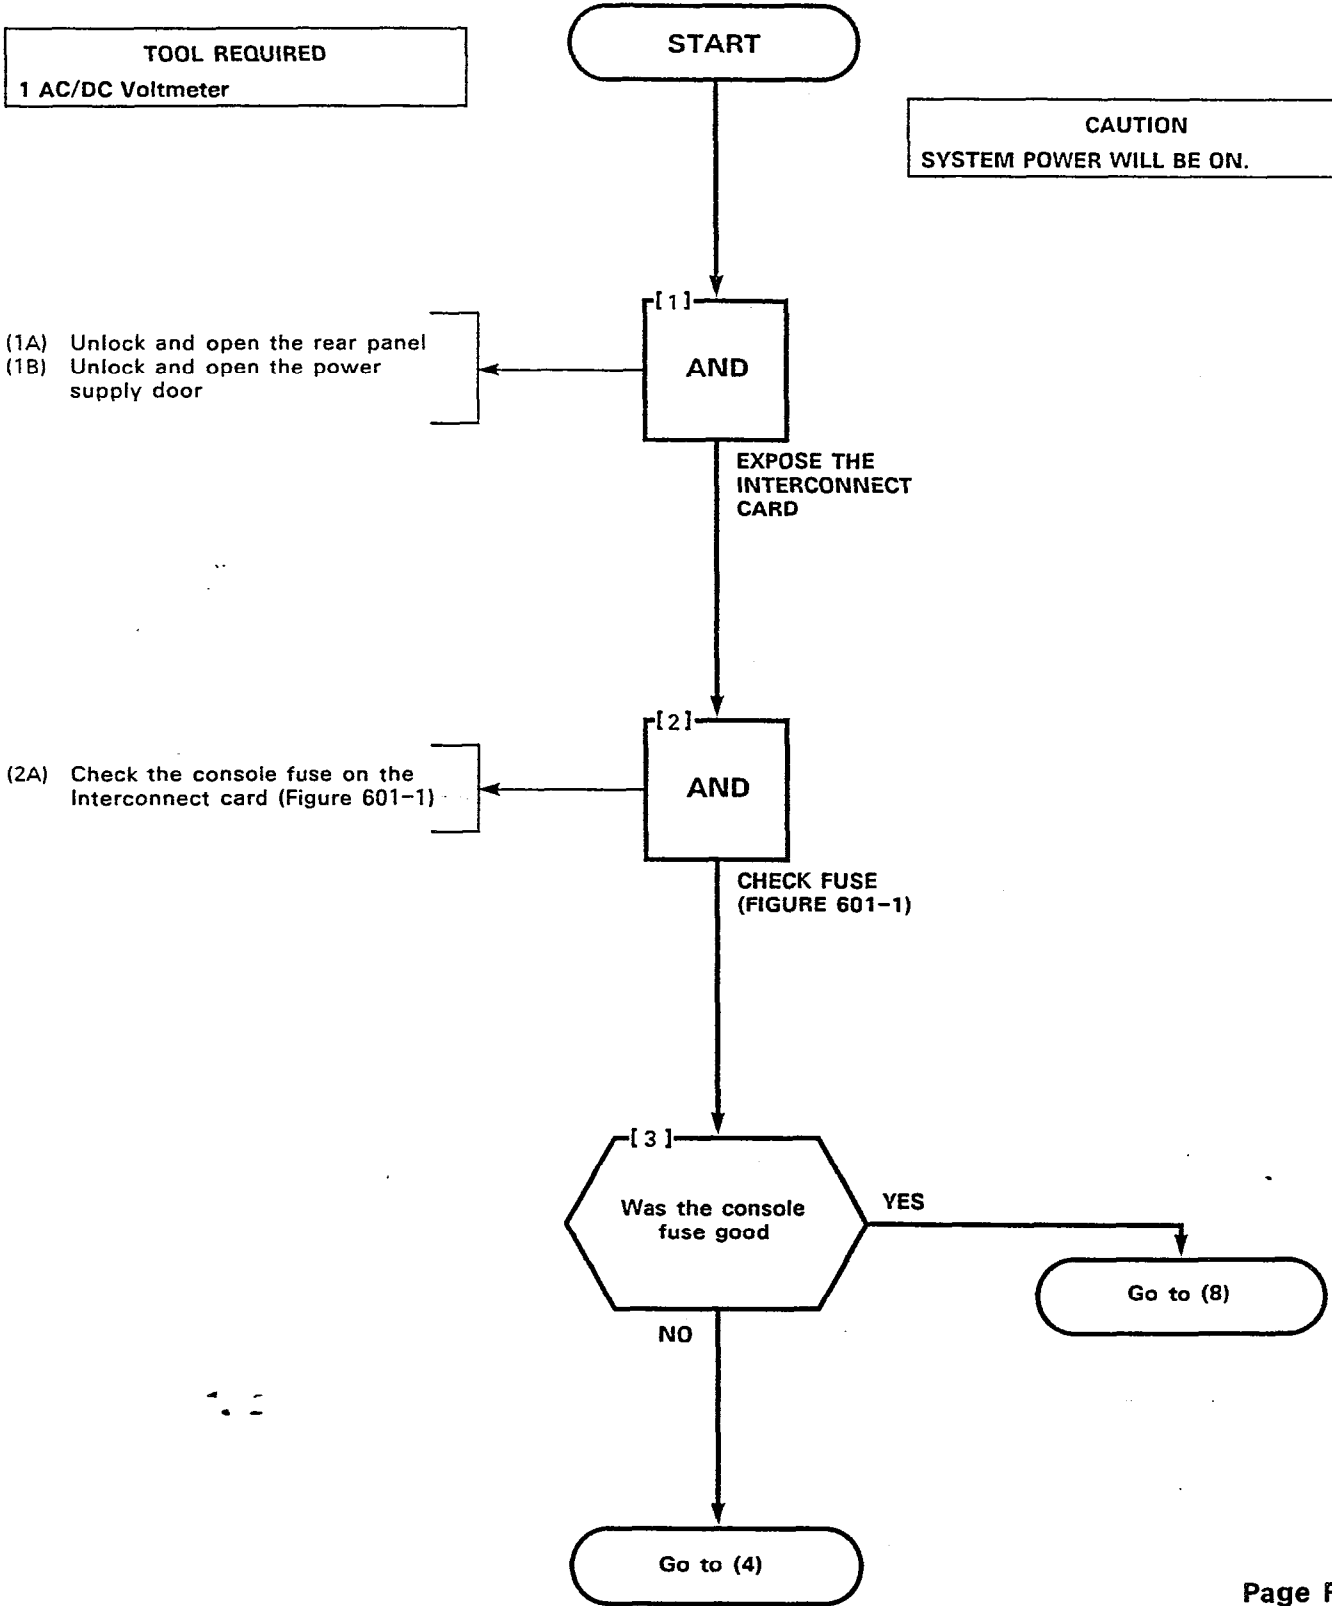 START
TOOL REQUIRED
1 AC/DC Voltmeter
CAUTION
SYSTEM POWER WILL BE ON.
[1]
AND
(1A) Unlock and open the rear panel
(1B) Unlock and open the power
supply door
EXPOSE THE
INTERCONNECT
CARD
[2]
AND
(2A) Check the console fuse on the
Interconnect card (Figure 601-1)
CHECK FUSE
(FIGURE 601-1)
[3]
Was the console
fuse good
YES
Go to (8)
NO
Go to (4)
Page